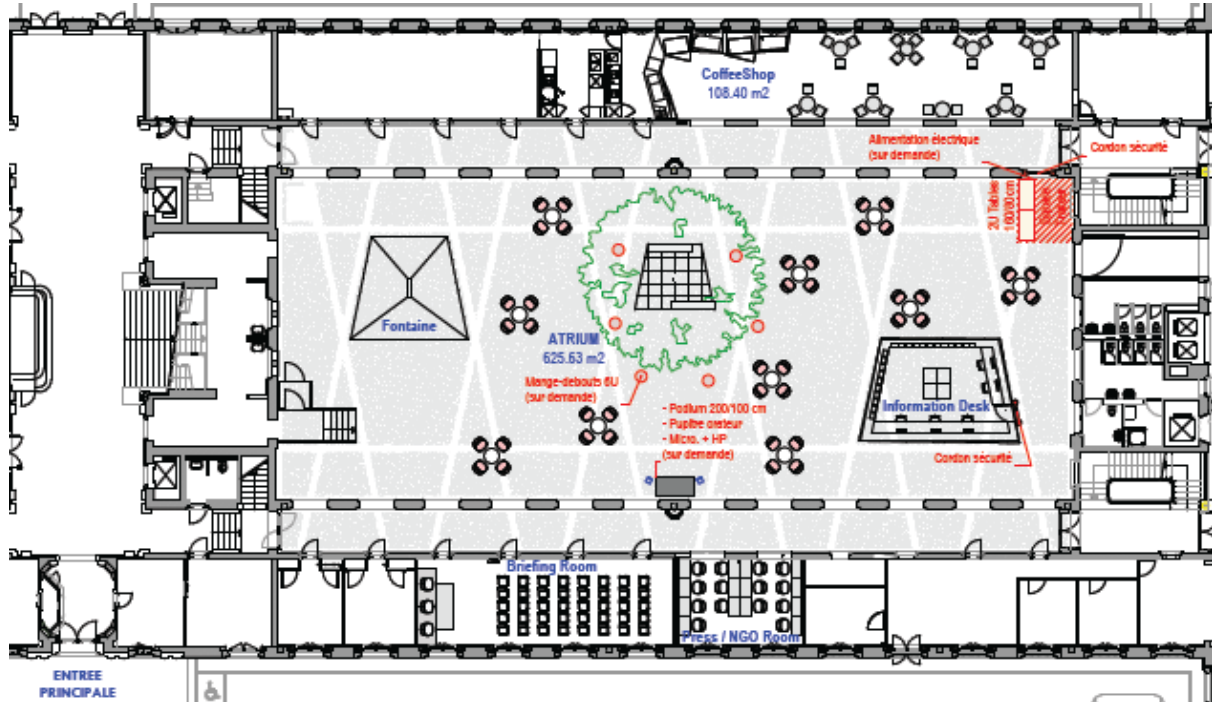 CoffeeShop
108.40 m2
Alimentation électrique
(sur demande)
Cordon sécurité
2U Tables
160/80 cm
Fontaine
ATRIUM
625.63 m2
Mange-debouts 6U
(sur demande)
- Podium 200/100 cm
- Pupitre orateur
- Micro. + HP
(sur demande)
Information Desk
Cordon sécurité
Briefing Room
Press / NGO Room
ENTREE
PRINCIPALE